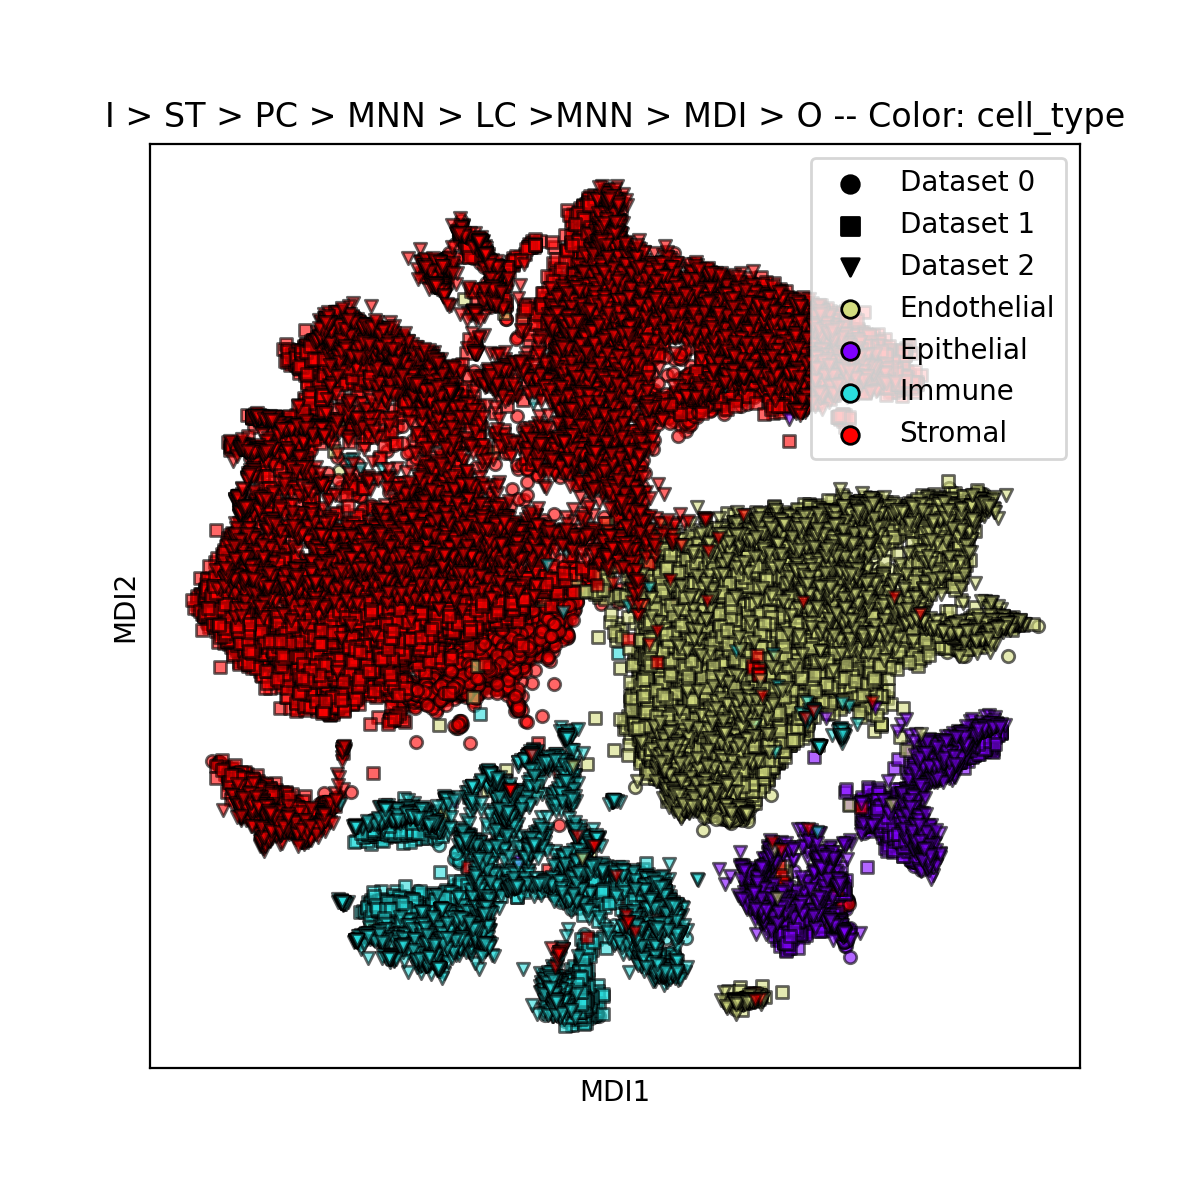 I > ST > PC > MNN > LC >MNN > MDI > O -- Color: cell_type
Dataset 0
Dataset 1
Dataset 2
Endothelial
Epithelial
Immune
Stromal
MDI2
MDI1